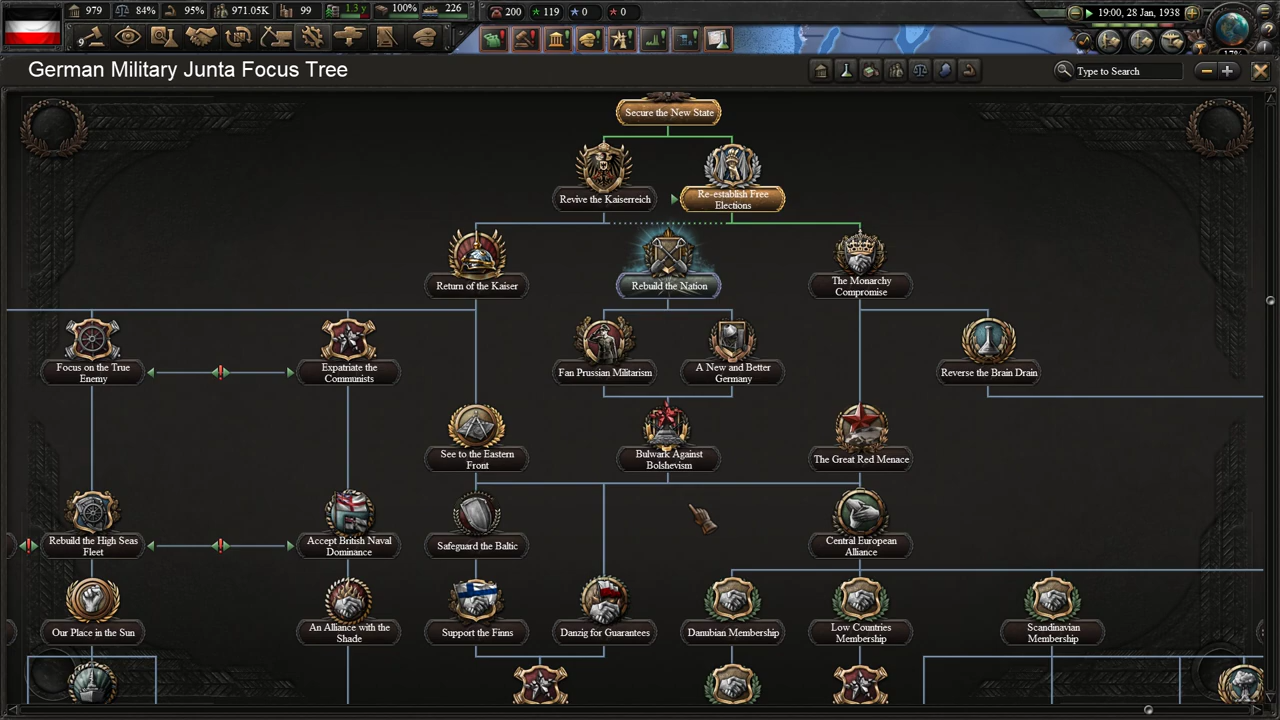 979 84% 95% 971.05K 99 1.3 y 100% 226 200 119 0 0 19:00, 28 Jan, 1938
9
17%
German Military Junta Focus Tree
Type to Search
Secure the New State
Revive the Kaiserreich
Re-establish Free
Elections
Return of the Kaiser
Rebuild the Nation
The Monarchy
Compromise
Focus on the True
Enemy
Expatriate the
Communists
Fan Prussian Militarism
A New and Better
Germany
Reverse the Brain Drain
See to the Eastern
Front
Bulwark Against
Bolshevism
The Great Red Menace
Rebuild the High Seas
Fleet
Accept British Naval
Dominance
Safeguard the Baltic
Central European
Alliance
Our Place in the Sun
An Alliance with the
Shade
Support the Finns
Danzig for Guarantees
Danubian Membership
Low Countries
Membership
Scandinavian
Membership